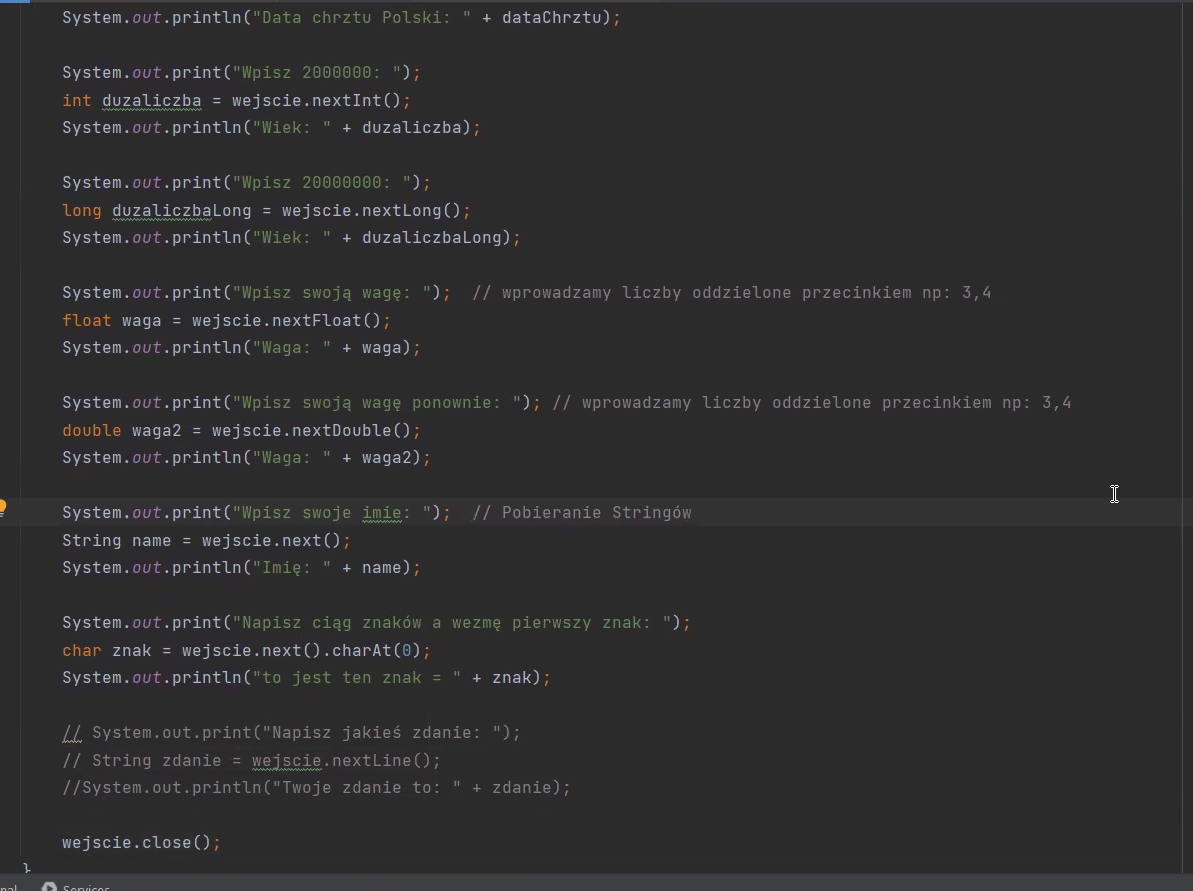 System.out.println("Data chrztu Polski: " + dataChrztu);
System.out.print("Wpisz 2000000: ");
int duzaliczba = wejscie.nextInt();
System.out.println("Wiek: " + duzaliczba);
System.out.print("Wpisz 20000000: ");
long duzaliczbaLong = wejscie.nextLong();
System.out.println("Wiek: " + duzaliczbaLong);
System.out.print("Wpisz swoją wagę: ");  // wprowadzamy liczby oddzielone przecinkiem np: 3,4
float waga = wejscie.nextFloat();
System.out.println("Waga: " + waga);
System.out.print("Wpisz swoją wagę ponownie: "); // wprowadzamy liczby oddzielone przecinkiem np: 3,4
double waga2 = wejscie.nextDouble();
System.out.println("Waga: " + waga2);
System.out.print("Wpisz swoje imie: ");  // Pobieranie Stringów
String name = wejscie.next();
System.out.println("Imię: " + name);
System.out.print("Napisz ciąg znaków a wezmę pierwszy znak: ");
char znak = wejscie.next().charAt(0);
System.out.println("to jest ten znak = " + znak);
// System.out.print("Napisz jakieś zdanie: ");
// String zdanie = wejscie.nextLine();
//System.out.println("Twoje zdanie to: " + zdanie);
wejscie.close();
}
Services